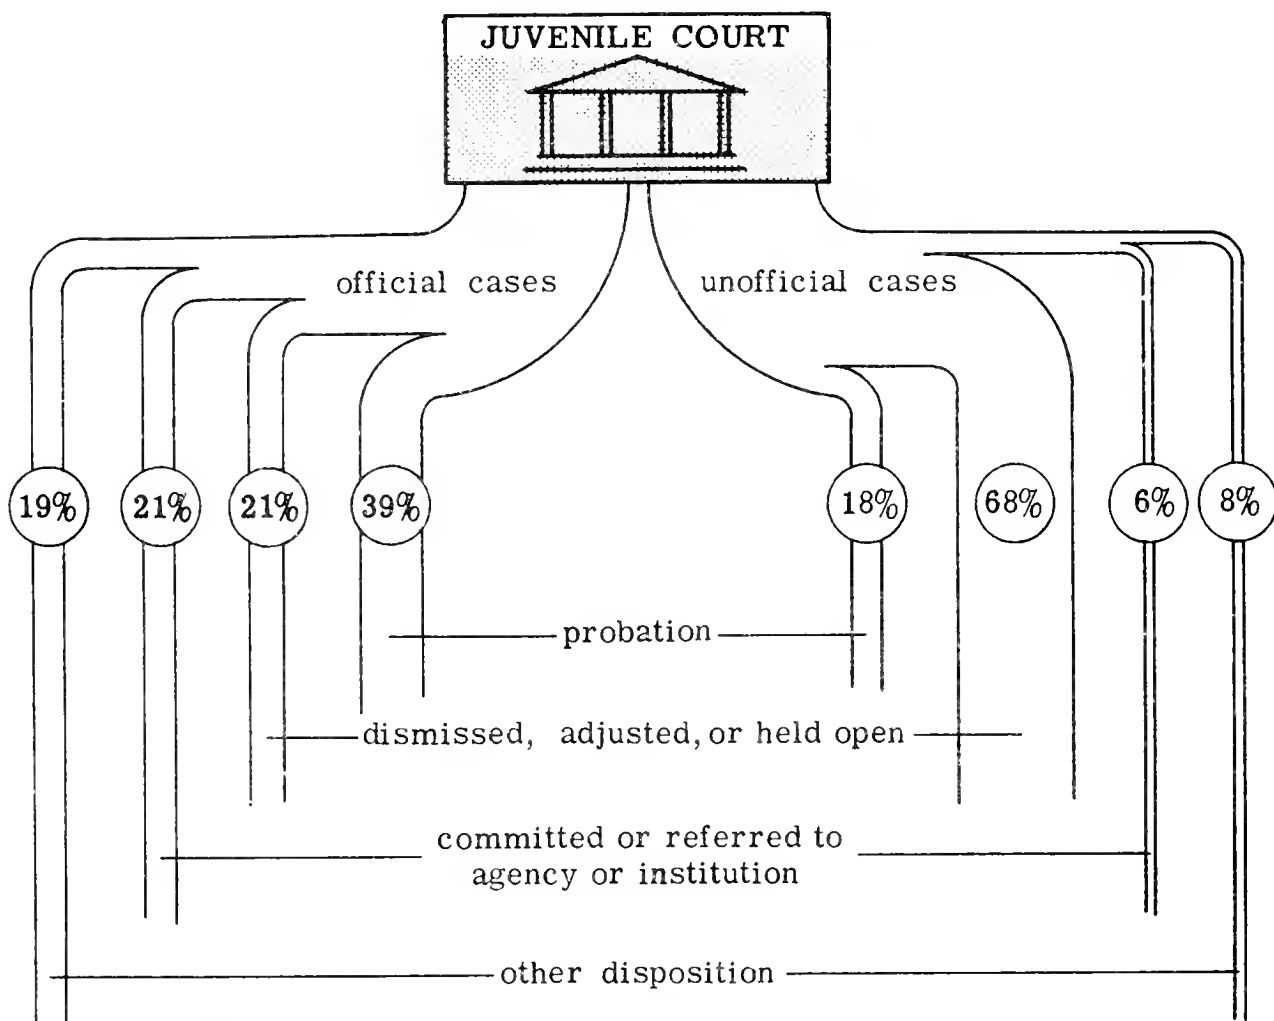 JUVENILE COURT
official cases
unofficial cases
19%
21%
21%
39%
18%
68%
6%
8%
probation
dismissed, adjusted, or held open
committed or referred to
agency or institution
other disposition